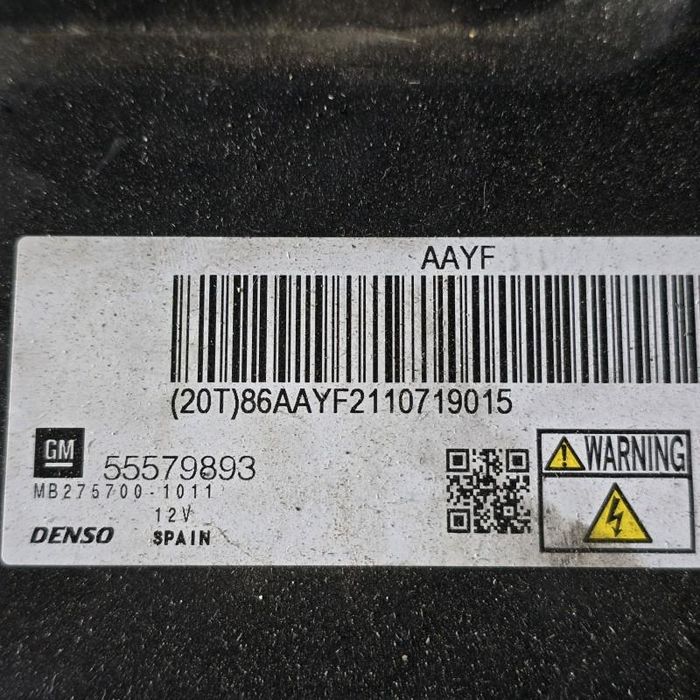 AAYF
(20T)86AAYF2110719015
GM 55579893
MB275700-1011
12V
DENSO SPAIN
WARNING